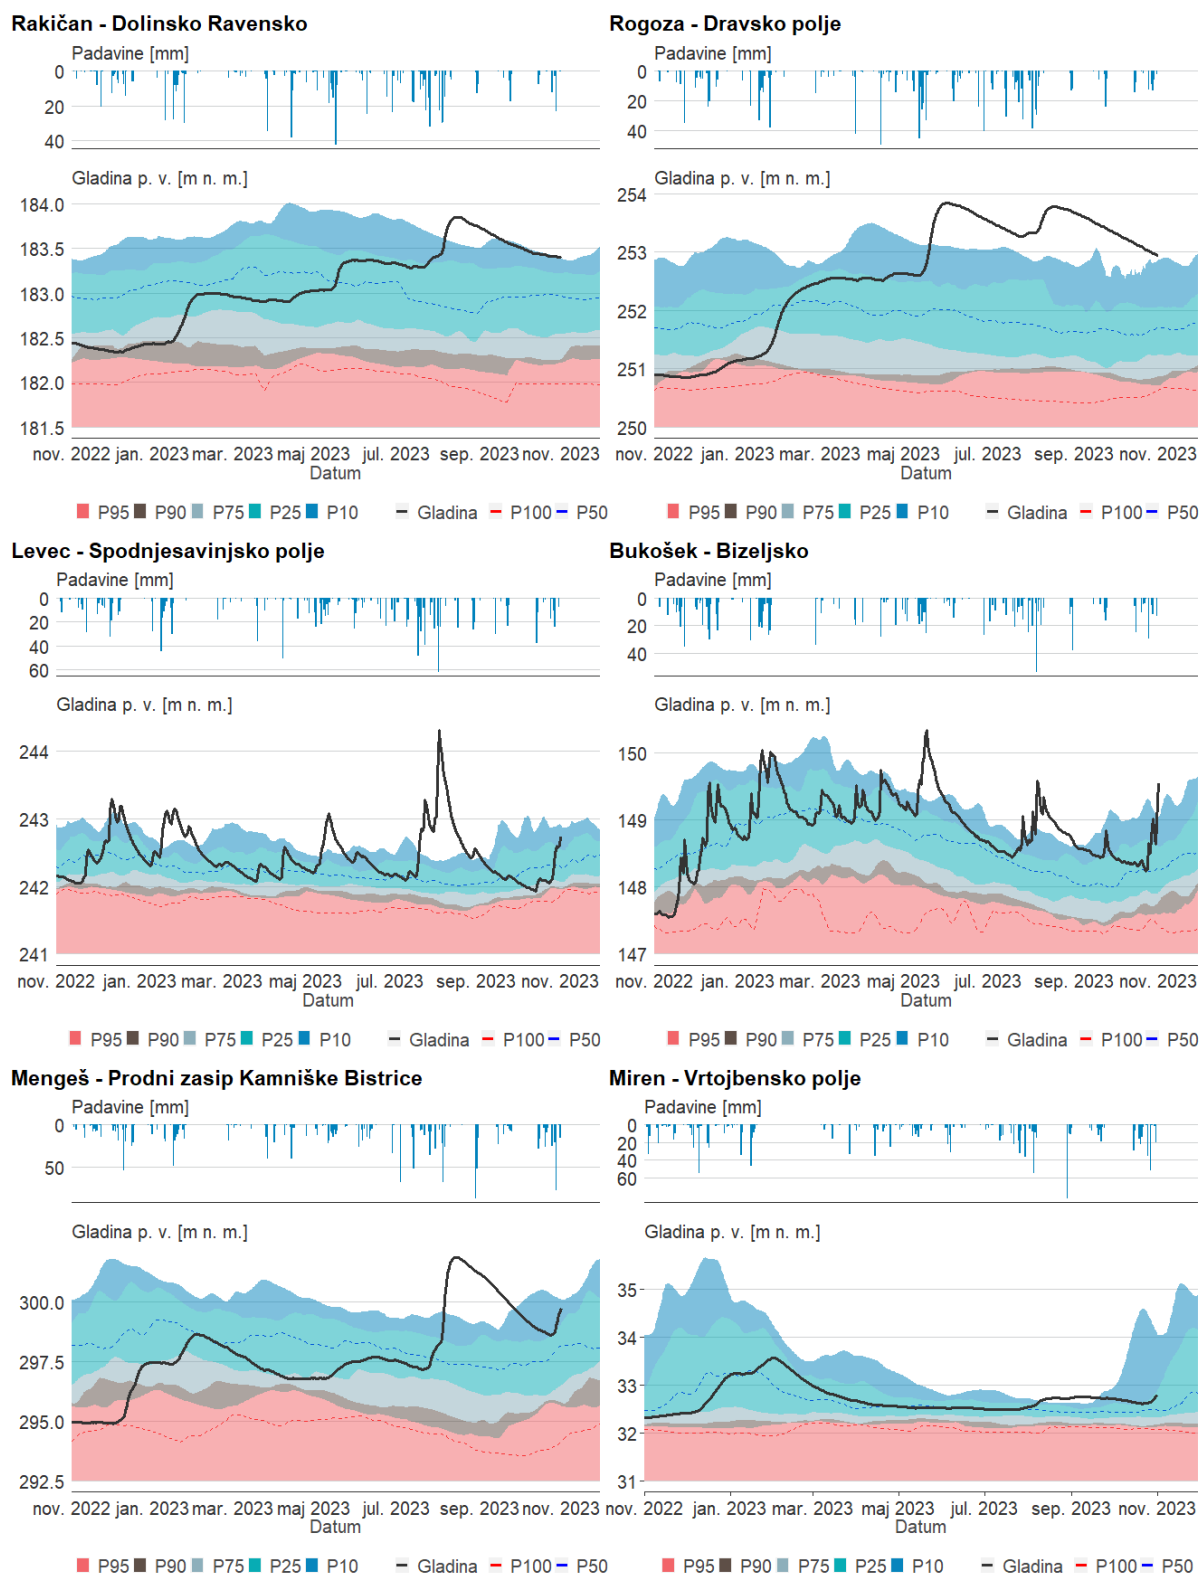 Rakičan - Dolinsko Ravensko
Padavine [mm]
0
20
40
Gladina p. v. [m n. m.]
184.0
183.5
183.0
182.5
182.0
181.5
nov. 2022 jan. 2023 mar. 2023 maj 2023 jul. 2023 sep. 2023 nov. 2023
Datum
P95 P90 P75 P25 P10 Gladina P100 P50
Rogoza - Dravsko polje
Padavine [mm]
0
20
40
Gladina p. v. [m n. m.]
254
253
252
251
250
nov. 2022 jan. 2023 mar. 2023 maj 2023 jul. 2023 sep. 2023 nov. 2023
Datum
P95 P90 P75 P25 P10 Gladina P100 P50
Levec - Spodnjesavinjsko polje
Padavine [mm]
0
20
40
60
Gladina p. v. [m n. m.]
244
243
242
241
nov. 2022 jan. 2023 mar. 2023 maj 2023 jul. 2023 sep. 2023 nov. 2023
Datum
P95 P90 P75 P25 P10 Gladina P100 P50
Bukošek - Bizeljsko
Padavine [mm]
0
20
40
Gladina p. v. [m n. m.]
150
149
148
147
nov. 2022 jan. 2023 mar. 2023 maj 2023 jul. 2023 sep. 2023 nov. 2023
Datum
P95 P90 P75 P25 P10 Gladina P100 P50
Mengeš - Prodni zasip Kamniške Bistrice
Padavine [mm]
0
50
Gladina p. v. [m n. m.]
300.0
297.5
295.0
292.5
nov. 2022 jan. 2023 mar. 2023 maj 2023 jul. 2023 sep. 2023 nov. 2023
Datum
P95 P90 P75 P25 P10 Gladina P100 P50
Miren - Vrtojbensko polje
Padavine [mm]
0
20
40
60
Gladina p. v. [m n. m.]
35
34
33
32
31
nov. 2022 jan. 2023 mar. 2023 maj 2023 jul. 2023 sep. 2023 nov. 2023
Datum
P95 P90 P75 P25 P10 Gladina P100 P50